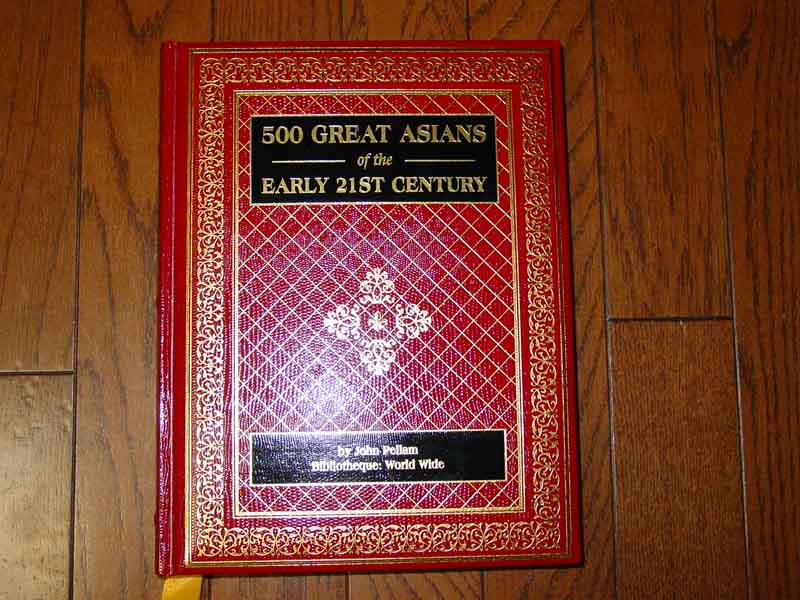 500 GREAT ASIANS
of the
EARLY 21ST CENTURY
by John Pellam
Bibliotheque: World Wide